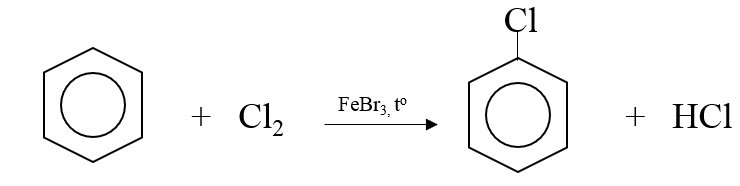 Cl
+ Cl₂ FeBr₃, tº + HCl